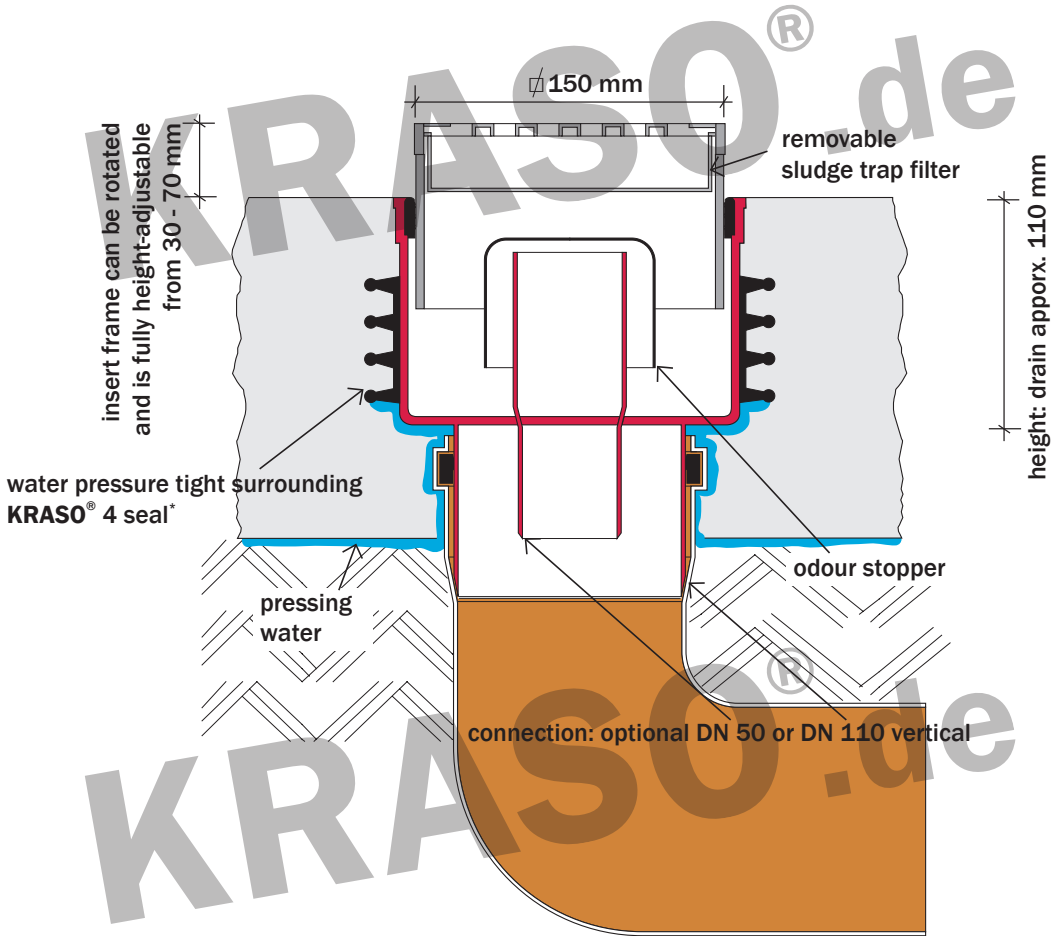 KRASO®.de
⌀150 mm
removable
sludge trap filter
insert frame can be rotated
and is fully height-adjustable
from 30 - 70 mm
height: drain apporx. 110 mm
water pressure tight surrounding
KRASO® 4 seal*
pressing
water
odour stopper
connection: optional DN 50 or DN 110 vertical
KRASO®.de